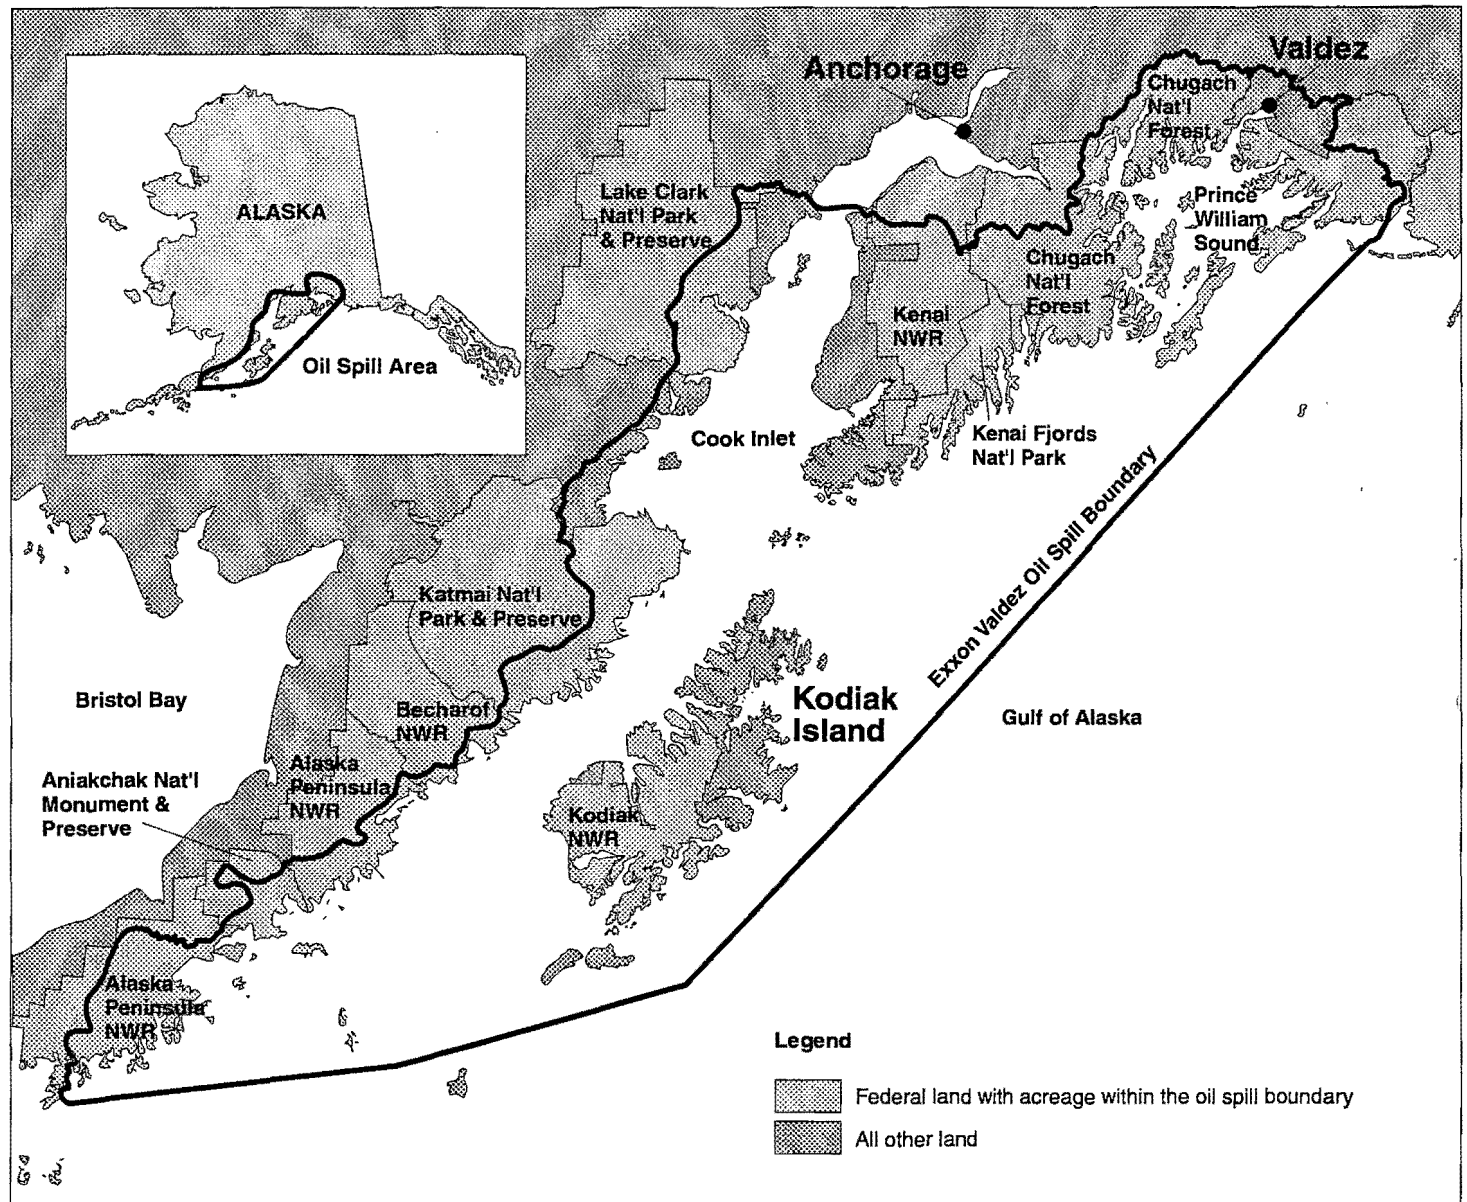 Valdez
Anchorage
Chugach
Nat'l
Forest
ALASKA
Lake Clark
Nat'l Park
& Preserve
Prince
William
Sound
Chugach
Nat'l
Forest
Kenai
NWR
Oil Spill Area
Cook Inlet
Kenai Fjords
Nat'l Park
Exxon Valdez Oil Spill Boundary
Katmai Nat'l
Park & Preserve
Bristol Bay
Becharof
NWR
Kodiak
Island
Gulf of Alaska
Alaska
Peninsula
NWR
Aniakchak Nat'l
Monument &
Preserve
Kodiak
NWR
Alaska
Peninsula
NWR
Legend
Federal land with acreage within the oil spill boundary
All other land